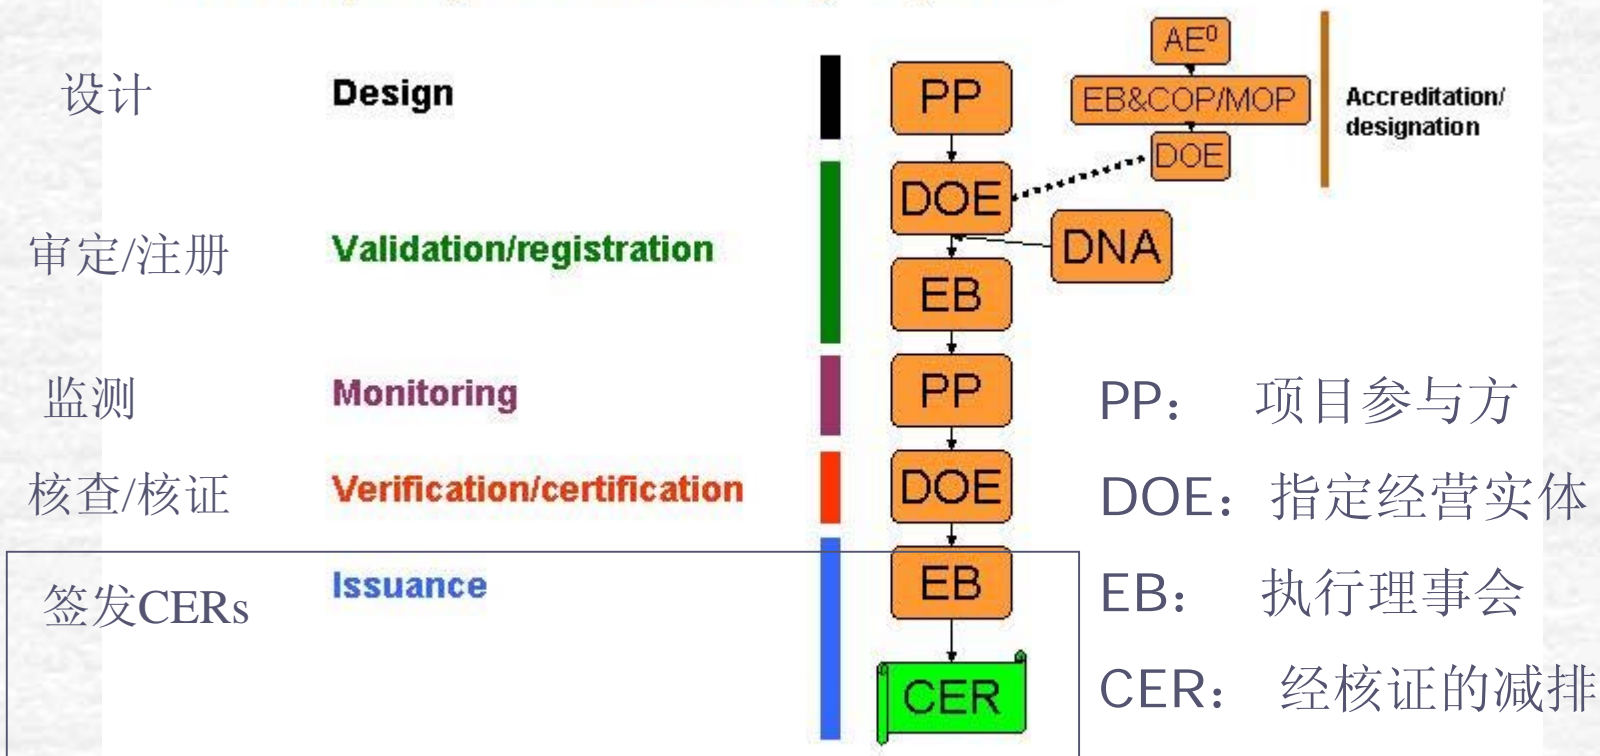 设计
Design
PP
AE⁰
EB&COP/MOP
DOE
Accreditation/
designation
审定/注册
Validation/registration
DOE
DNA
EB
监测
Monitoring
PP
PP： 项目参与方
核查/核证
Verification/certification
DOE
DOE： 指定经营实体
签发CERs
Issuance
EB
EB： 执行理事会
CER
CER： 经核证的减排